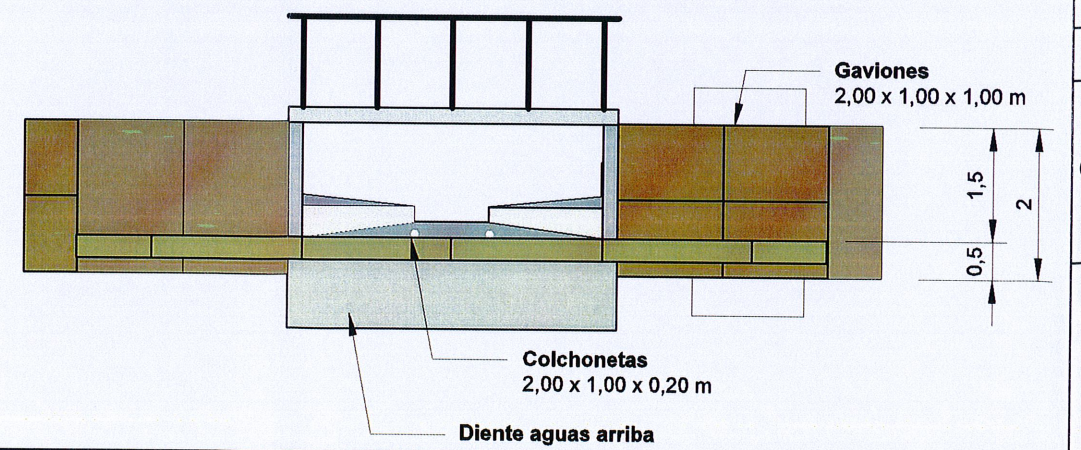 Gaviones
2,00 x 1,00 x 1,00 m
1,5
2
0,5
Colchonetas
2,00 x 1,00 x 0,20 m
Diente aguas arriba